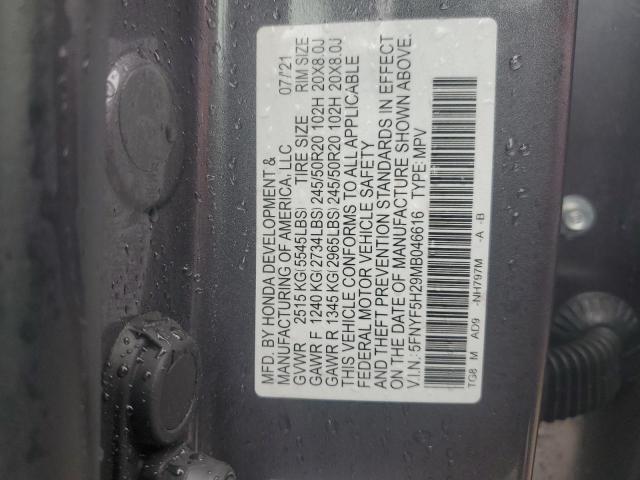 MFD. BY HONDA DEVELOPMENT &
MANUFACTURING OF AMERICA, LLC 07/21
GVWR 2515 KG(5545LBS) TIRE SIZE RIM SIZE
GAWR F 1240 KG(2734LBS) 245/50R20 102H 20X8.0J
GAWR R 1345 KG(2965LBS) 245/50R20 102H 20X8.0J
THIS VEHICLE CONFORMS TO ALL APPLICABLE
FEDERAL MOTOR VEHICLE SAFETY
AND THEFT PREVENTION STANDARDS IN EFFECT
ON THE DATE OF MANUFACTURE SHOWN ABOVE.
V.I.N.: 5FNYF5H29MB046616 TYPE: MPV
TG8 M AD9 -NH797M -A -B